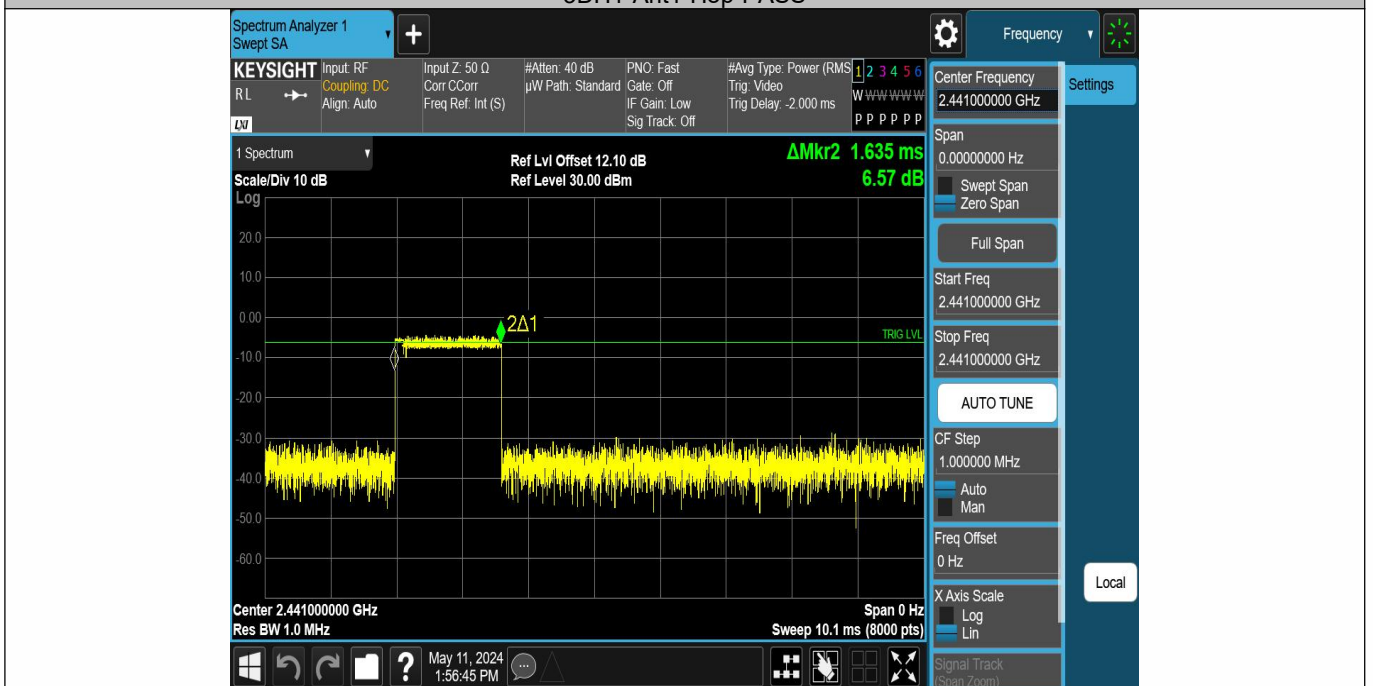 Spectrum Analyzer 1
Swept SA
Frequency
KEYSIGHT
RL
LXI
Input: RF
Coupling: DC
Align: Auto
Input Z: 50 Ω
Corr CCorr
Freq Ref: Int (S)
#Atten: 40 dB
µW Path: Standard
PNO: Fast
Gate: Off
IF Gain: Low
Sig Track: Off
#Avg Type: Power (RMS
Trig: Video
Trig Delay: -2.000 ms
1 2 3 4 5 6
W W W W W W
P P P P P P
1 Spectrum
Scale/Div 10 dB
Ref Lvl Offset 12.10 dB
Ref Level 30.00 dBm
ΔMkr2 1.635 ms
6.57 dB
Log
20.0
10.0
0.00
-10.0
-20.0
-30.0
-40.0
-50.0
-60.0
2Δ1
TRIG LVL
Center 2.441000000 GHz
Res BW 1.0 MHz
Span 0 Hz
Sweep 10.1 ms (8000 pts)
May 11, 2024
1:56:45 PM
Center Frequency
2.441000000 GHz
Span
0.00000000 Hz
Swept Span
Zero Span
Full Span
Start Freq
2.441000000 GHz
Stop Freq
2.441000000 GHz
AUTO TUNE
CF Step
1.000000 MHz
Auto
Man
Freq Offset
0 Hz
X Axis Scale
Log
Lin
Signal Track
(Span Zoom)
Settings
Local